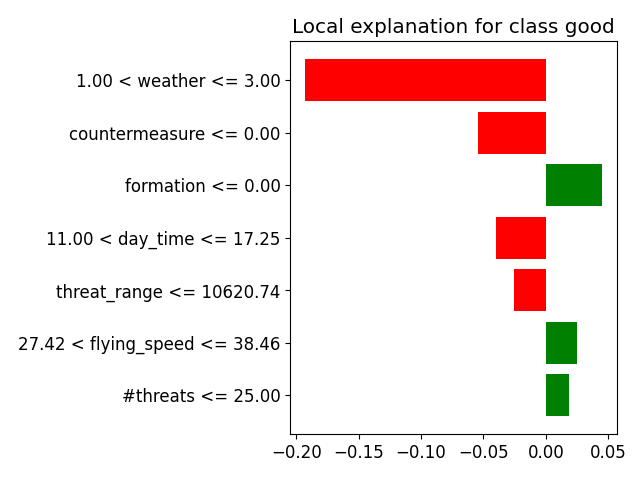 Local explanation for class good
1.00 < weather <= 3.00
countermeasure <= 0.00
formation <= 0.00
11.00 < day_time <= 17.25
threat_range <= 10620.74
27.42 < flying_speed <= 38.46
#threats <= 25.00
−0.20 −0.15 −0.10 −0.05 0.00 0.05